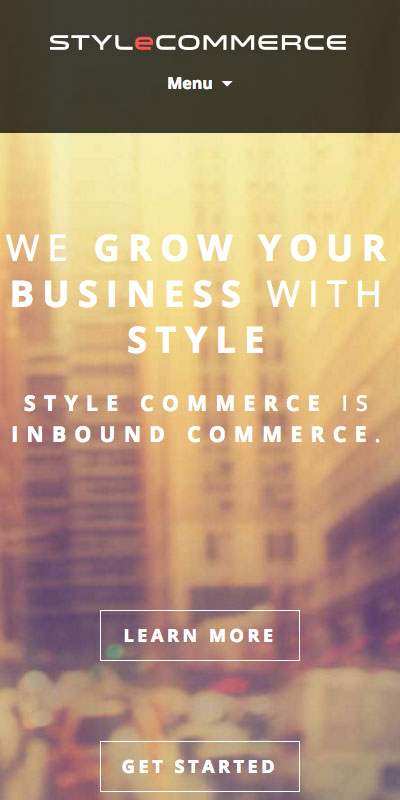 STYLeCOMMERCE
Menu
WE GROW YOUR
BUSINESS WITH
STYLE
STYLE COMMERCE IS
INBOUND COMMERCE.
LEARN MORE
GET STARTED